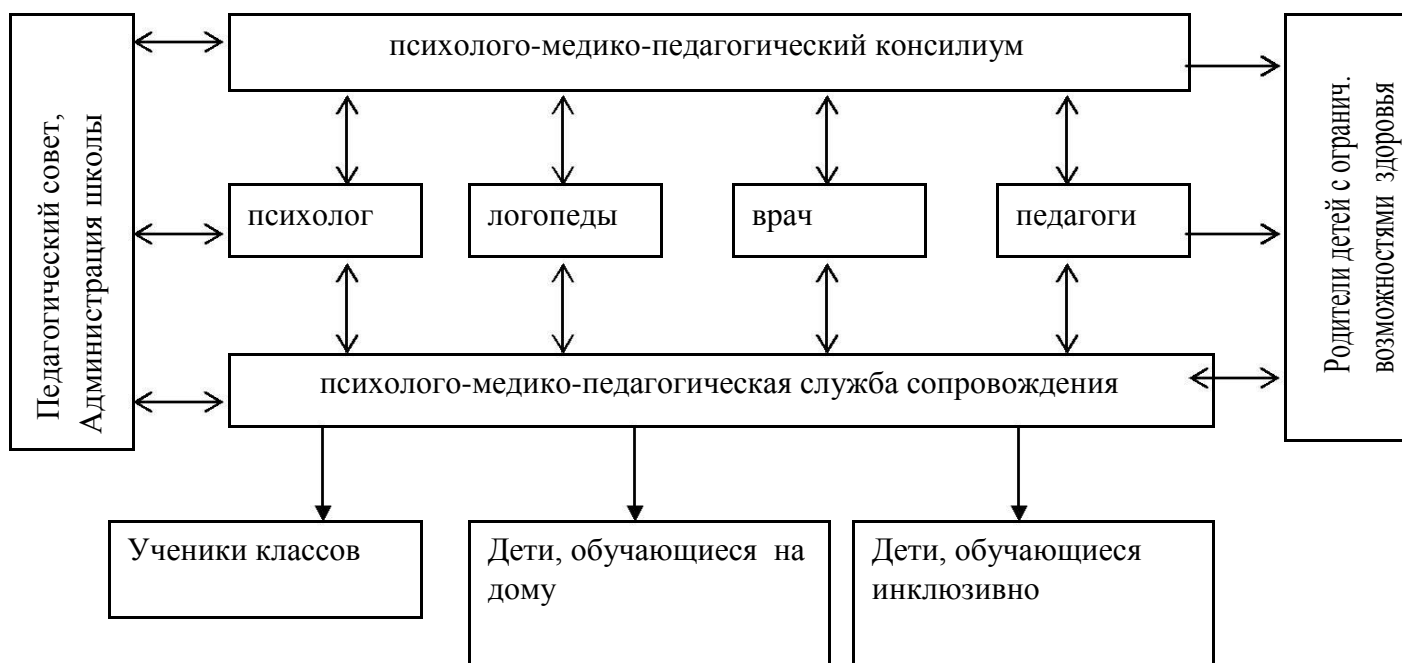 психолого-медико-педагогический консилиум
Педагогический совет,
Администрация школы
Родители детей с огранич.
возможностями здоровья
психолог
логопеды
врач
педагоги
психолого-медико-педагогическая служба сопровождения
Ученики классов
Дети, обучающиеся на
дому
Дети, обучающиеся
инклюзивно